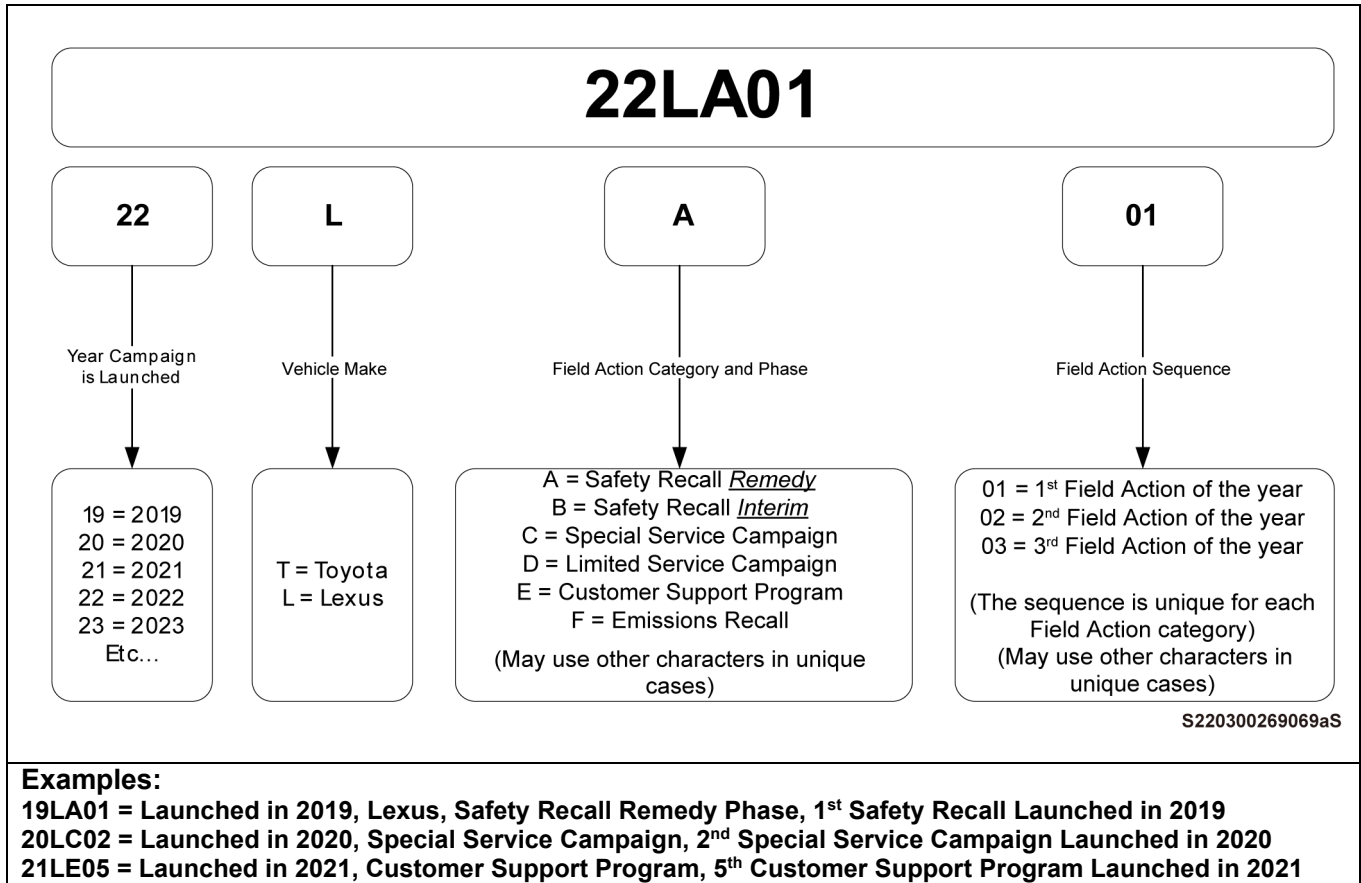 22LA01
22
L
A
01
Year Campaign
is Launched
Vehicle Make
Field Action Category and Phase
Field Action Sequence
19 = 2019
20 = 2020
21 = 2021
22 = 2022
23 = 2023
Etc...
T = Toyota
L = Lexus
A = Safety Recall Remedy
B = Safety Recall Interim
C = Special Service Campaign
D = Limited Service Campaign
E = Customer Support Program
F = Emissions Recall
(May use other characters in unique
cases)
01 = 1st Field Action of the year
02 = 2nd Field Action of the year
03 = 3rd Field Action of the year
(The sequence is unique for each
Field Action category)
(May use other characters in
unique cases)
S220300269069aS
Examples:
19LA01 = Launched in 2019, Lexus, Safety Recall Remedy Phase, 1st Safety Recall Launched in 2019
20LC02 = Launched in 2020, Special Service Campaign, 2nd Special Service Campaign Launched in 2020
21LE05 = Launched in 2021, Customer Support Program, 5th Customer Support Program Launched in 2021